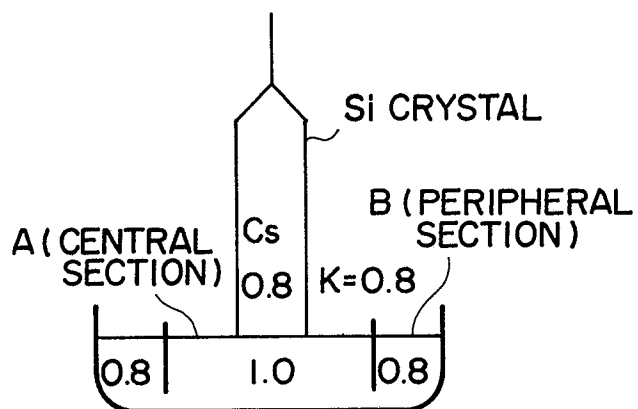 Si CRYSTAL
A (CENTRAL
SECTION)
B (PERIPHERAL
SECTION)
Cs
0.8
K=0.8
0.8
1.0
0.8